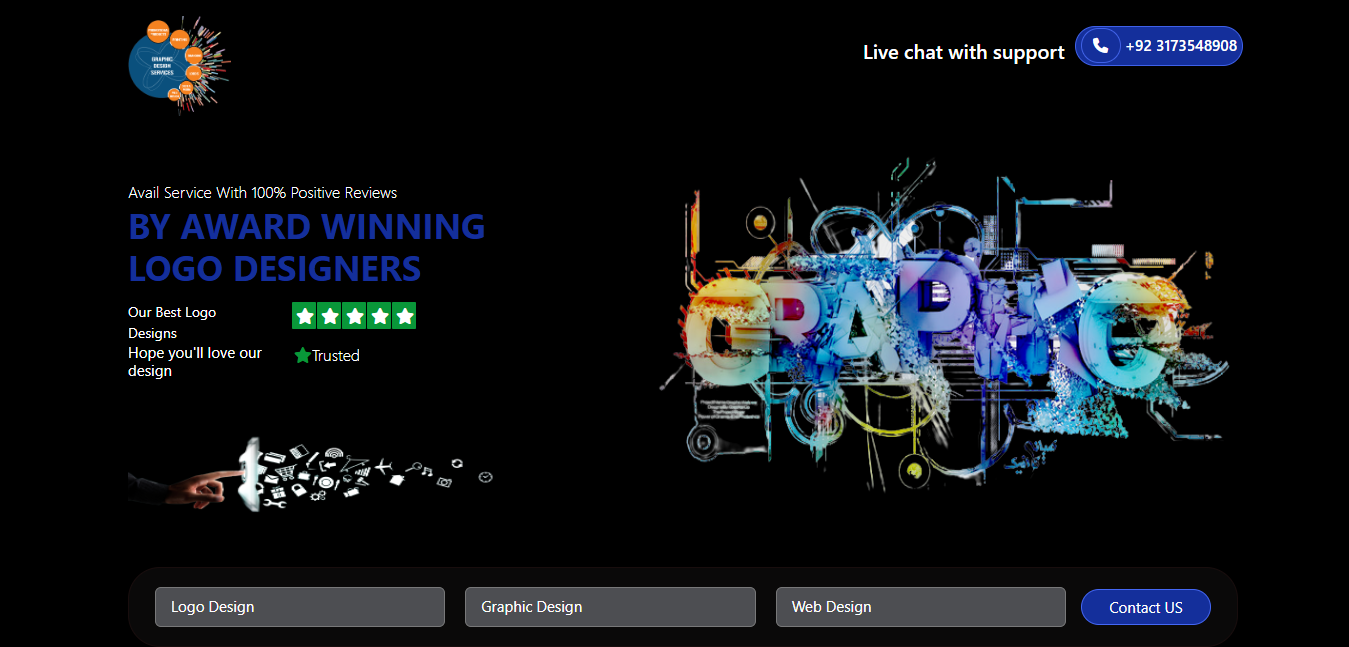 GRAPHIC
DESIGN
SERVICES
Live chat with support
+92 3173548908
Avail Service With 100% Positive Reviews
BY AWARD WINNING
LOGO DESIGNERS
Our Best Logo
Designs
Hope you'll love our
design
Trusted
GRAPHIC
Logo Design
Graphic Design
Web Design
Contact US